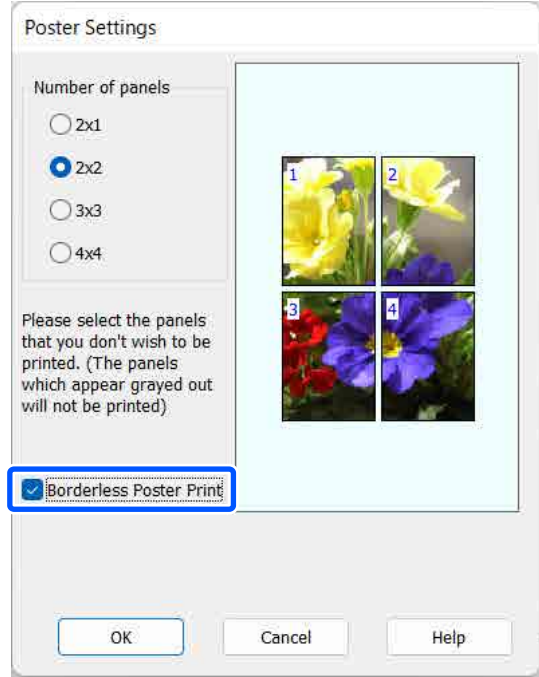 Poster Settings
Number of panels
2x1
2x2
3x3
4x4
1
2
3
4
Please select the panels
that you don't wish to be
printed. (The panels
which appear grayed out
will not be printed)
Borderless Poster Print
OK
Cancel
Help